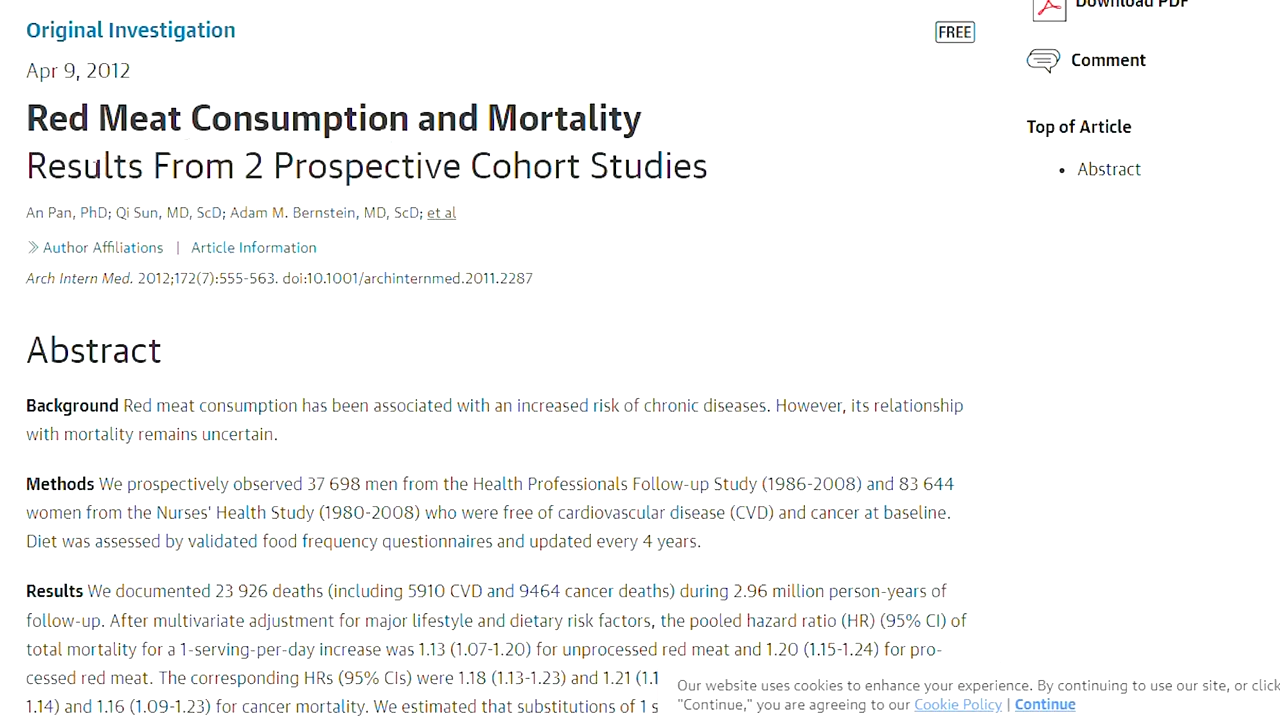 Download PDF
Original Investigation
FREE
Apr 9, 2012
Comment
Red Meat Consumption and Mortality
Top of Article
Results From 2 Prospective Cohort Studies
• Abstract
An Pan, PhD; Qi Sun, MD, ScD; Adam M. Bernstein, MD, ScD; et al
Author Affiliations | Article Information
Arch Intern Med. 2012;172(7):555-563. doi:10.1001/archinternmed.2011.2287
Abstract
Background Red meat consumption has been associated with an increased risk of chronic diseases. However, its relationship
with mortality remains uncertain.
Methods We prospectively observed 37 698 men from the Health Professionals Follow-up Study (1986-2008) and 83 644
women from the Nurses' Health Study (1980-2008) who were free of cardiovascular disease (CVD) and cancer at baseline.
Diet was assessed by validated food frequency questionnaires and updated every 4 years.
Results We documented 23 926 deaths (including 5910 CVD and 9464 cancer deaths) during 2.96 million person-years of
follow-up. After multivariate adjustment for major lifestyle and dietary risk factors, the pooled hazard ratio (HR) (95% CI) of
total mortality for a 1-serving-per-day increase was 1.13 (1.07-1.20) for unprocessed red meat and 1.20 (1.15-1.24) for pro-
cessed red meat. The corresponding HRs (95% CIs) were 1.18 (1.13-1.23) and 1.21 (1.1
1.14) and 1.16 (1.09-1.23) for cancer mortality. We estimated that substitutions of 1 s
Our website uses cookies to enhance your experience. By continuing to use our site, or click
"Continue," you are agreeing to our Cookie Policy | Continue